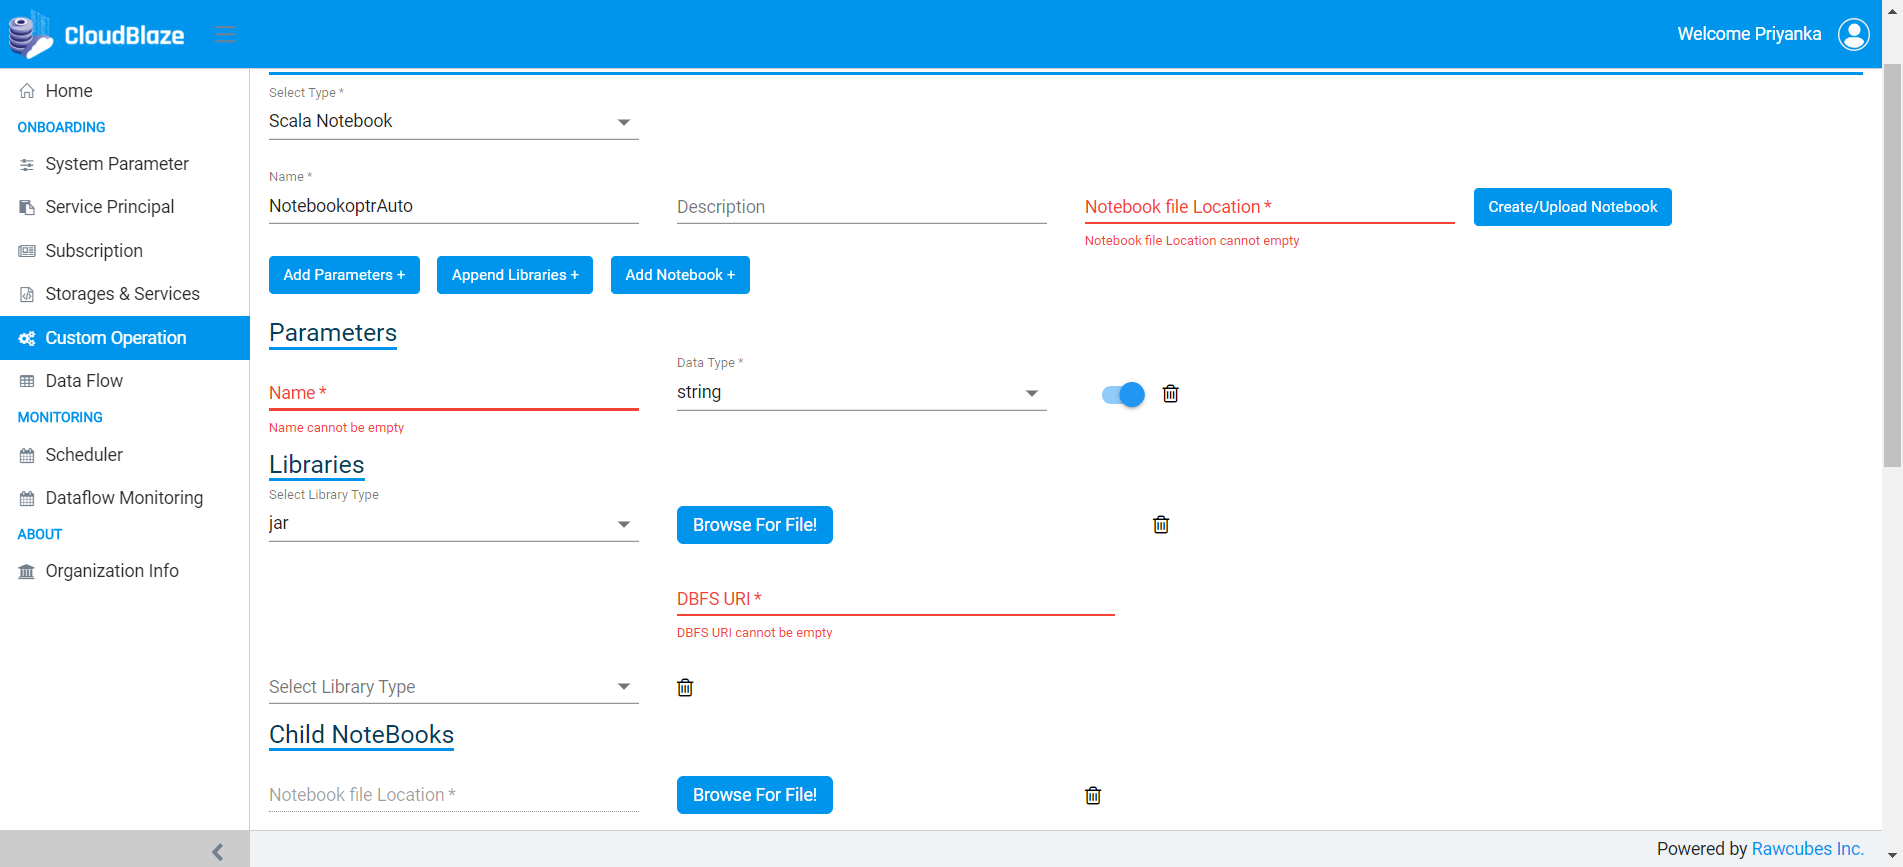 CloudBlaze
Welcome Priyanka
Home
ONBOARDING
System Parameter
Service Principal
Subscription
Storages & Services
Custom Operation
Data Flow
MONITORING
Scheduler
Dataflow Monitoring
ABOUT
Organization Info
Select Type *
Scala Notebook
Name *
NotebookoptrAuto
Description
Notebook file Location *
Notebook file Location cannot empty
Create/Upload Notebook
Add Parameters +
Append Libraries +
Add Notebook +
Parameters
Name *
Name cannot be empty
Data Type *
string
Libraries
Select Library Type
jar
Browse For File!
DBFS URI *
DBFS URI cannot be empty
Select Library Type
Child NoteBooks
Notebook file Location *
Browse For File!
Powered by Rawcubes Inc.